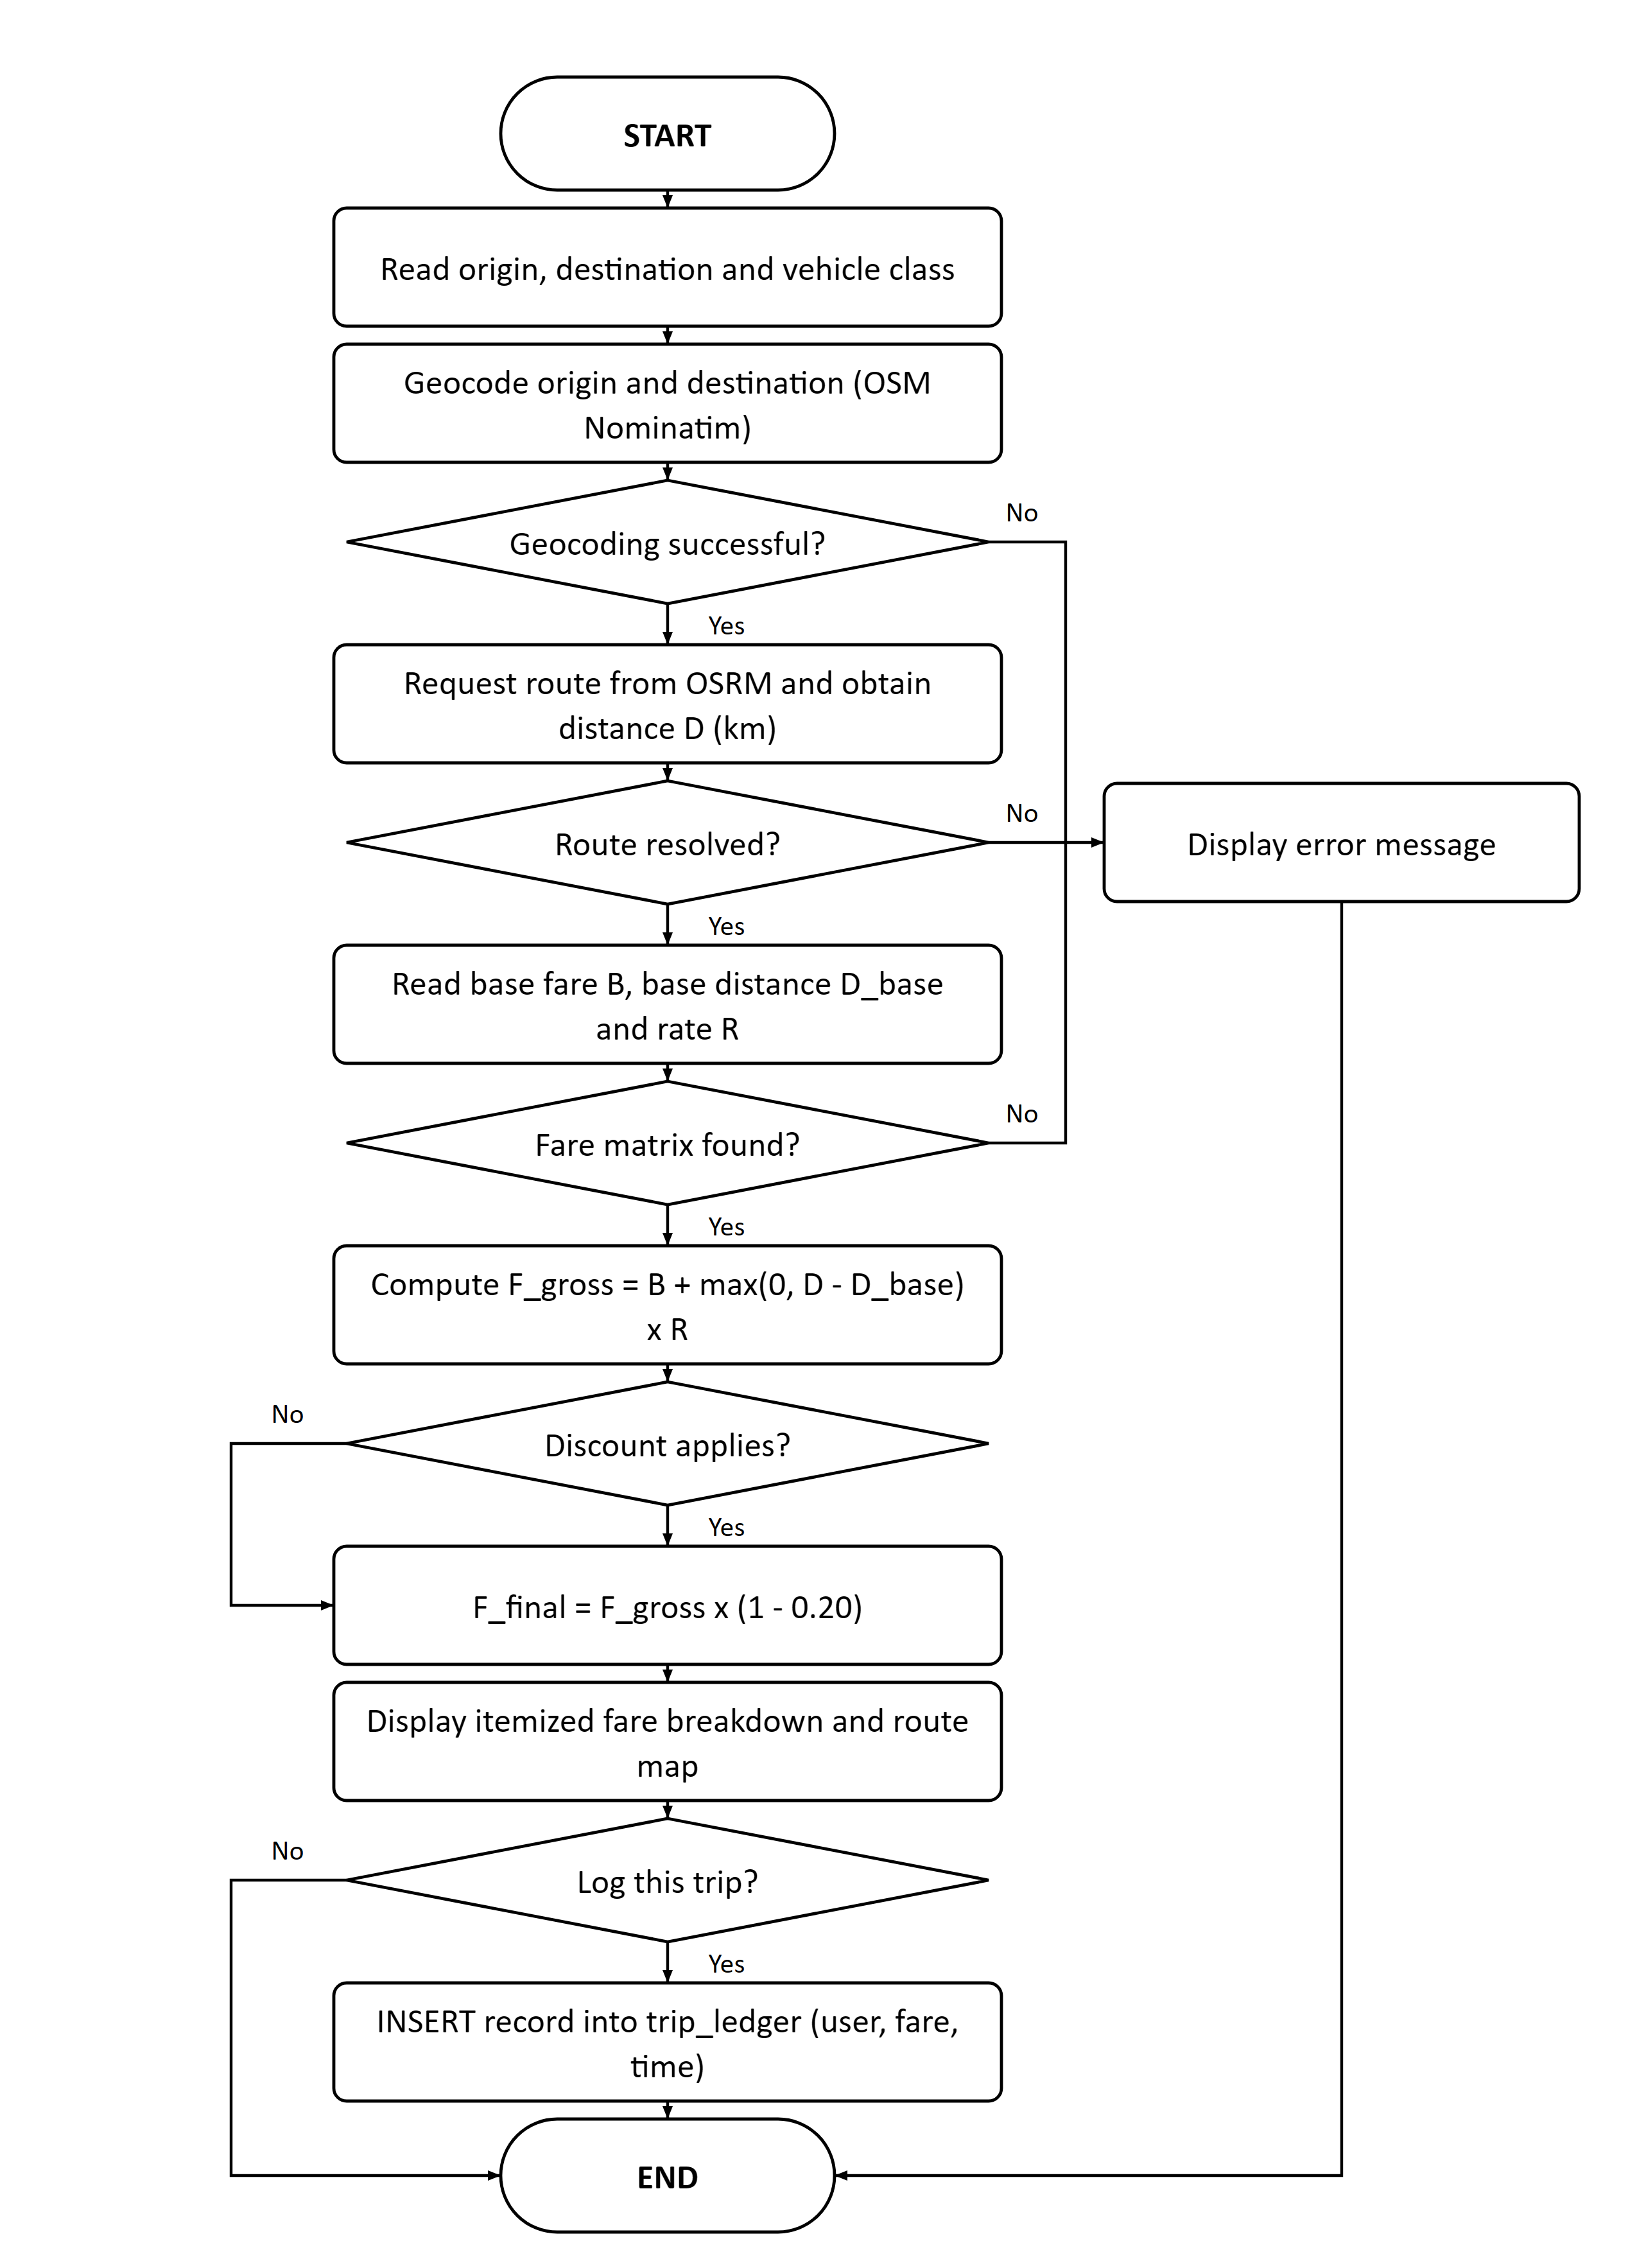 START
Read origin, destination and vehicle class
Geocode origin and destination (OSM
Nominatim)
Geocoding successful?
No
Yes
Request route from OSRM and obtain
distance D (km)
Route resolved?
No
Display error message
Yes
Read base fare B, base distance D_base
and rate R
Fare matrix found?
No
Yes
Compute F_gross = B + max(0, D - D_base)
x R
Discount applies?
No
Yes
F_final = F_gross x (1 - 0.20)
Display itemized fare breakdown and route
map
Log this trip?
No
Yes
INSERT record into trip_ledger (user, fare,
time)
END